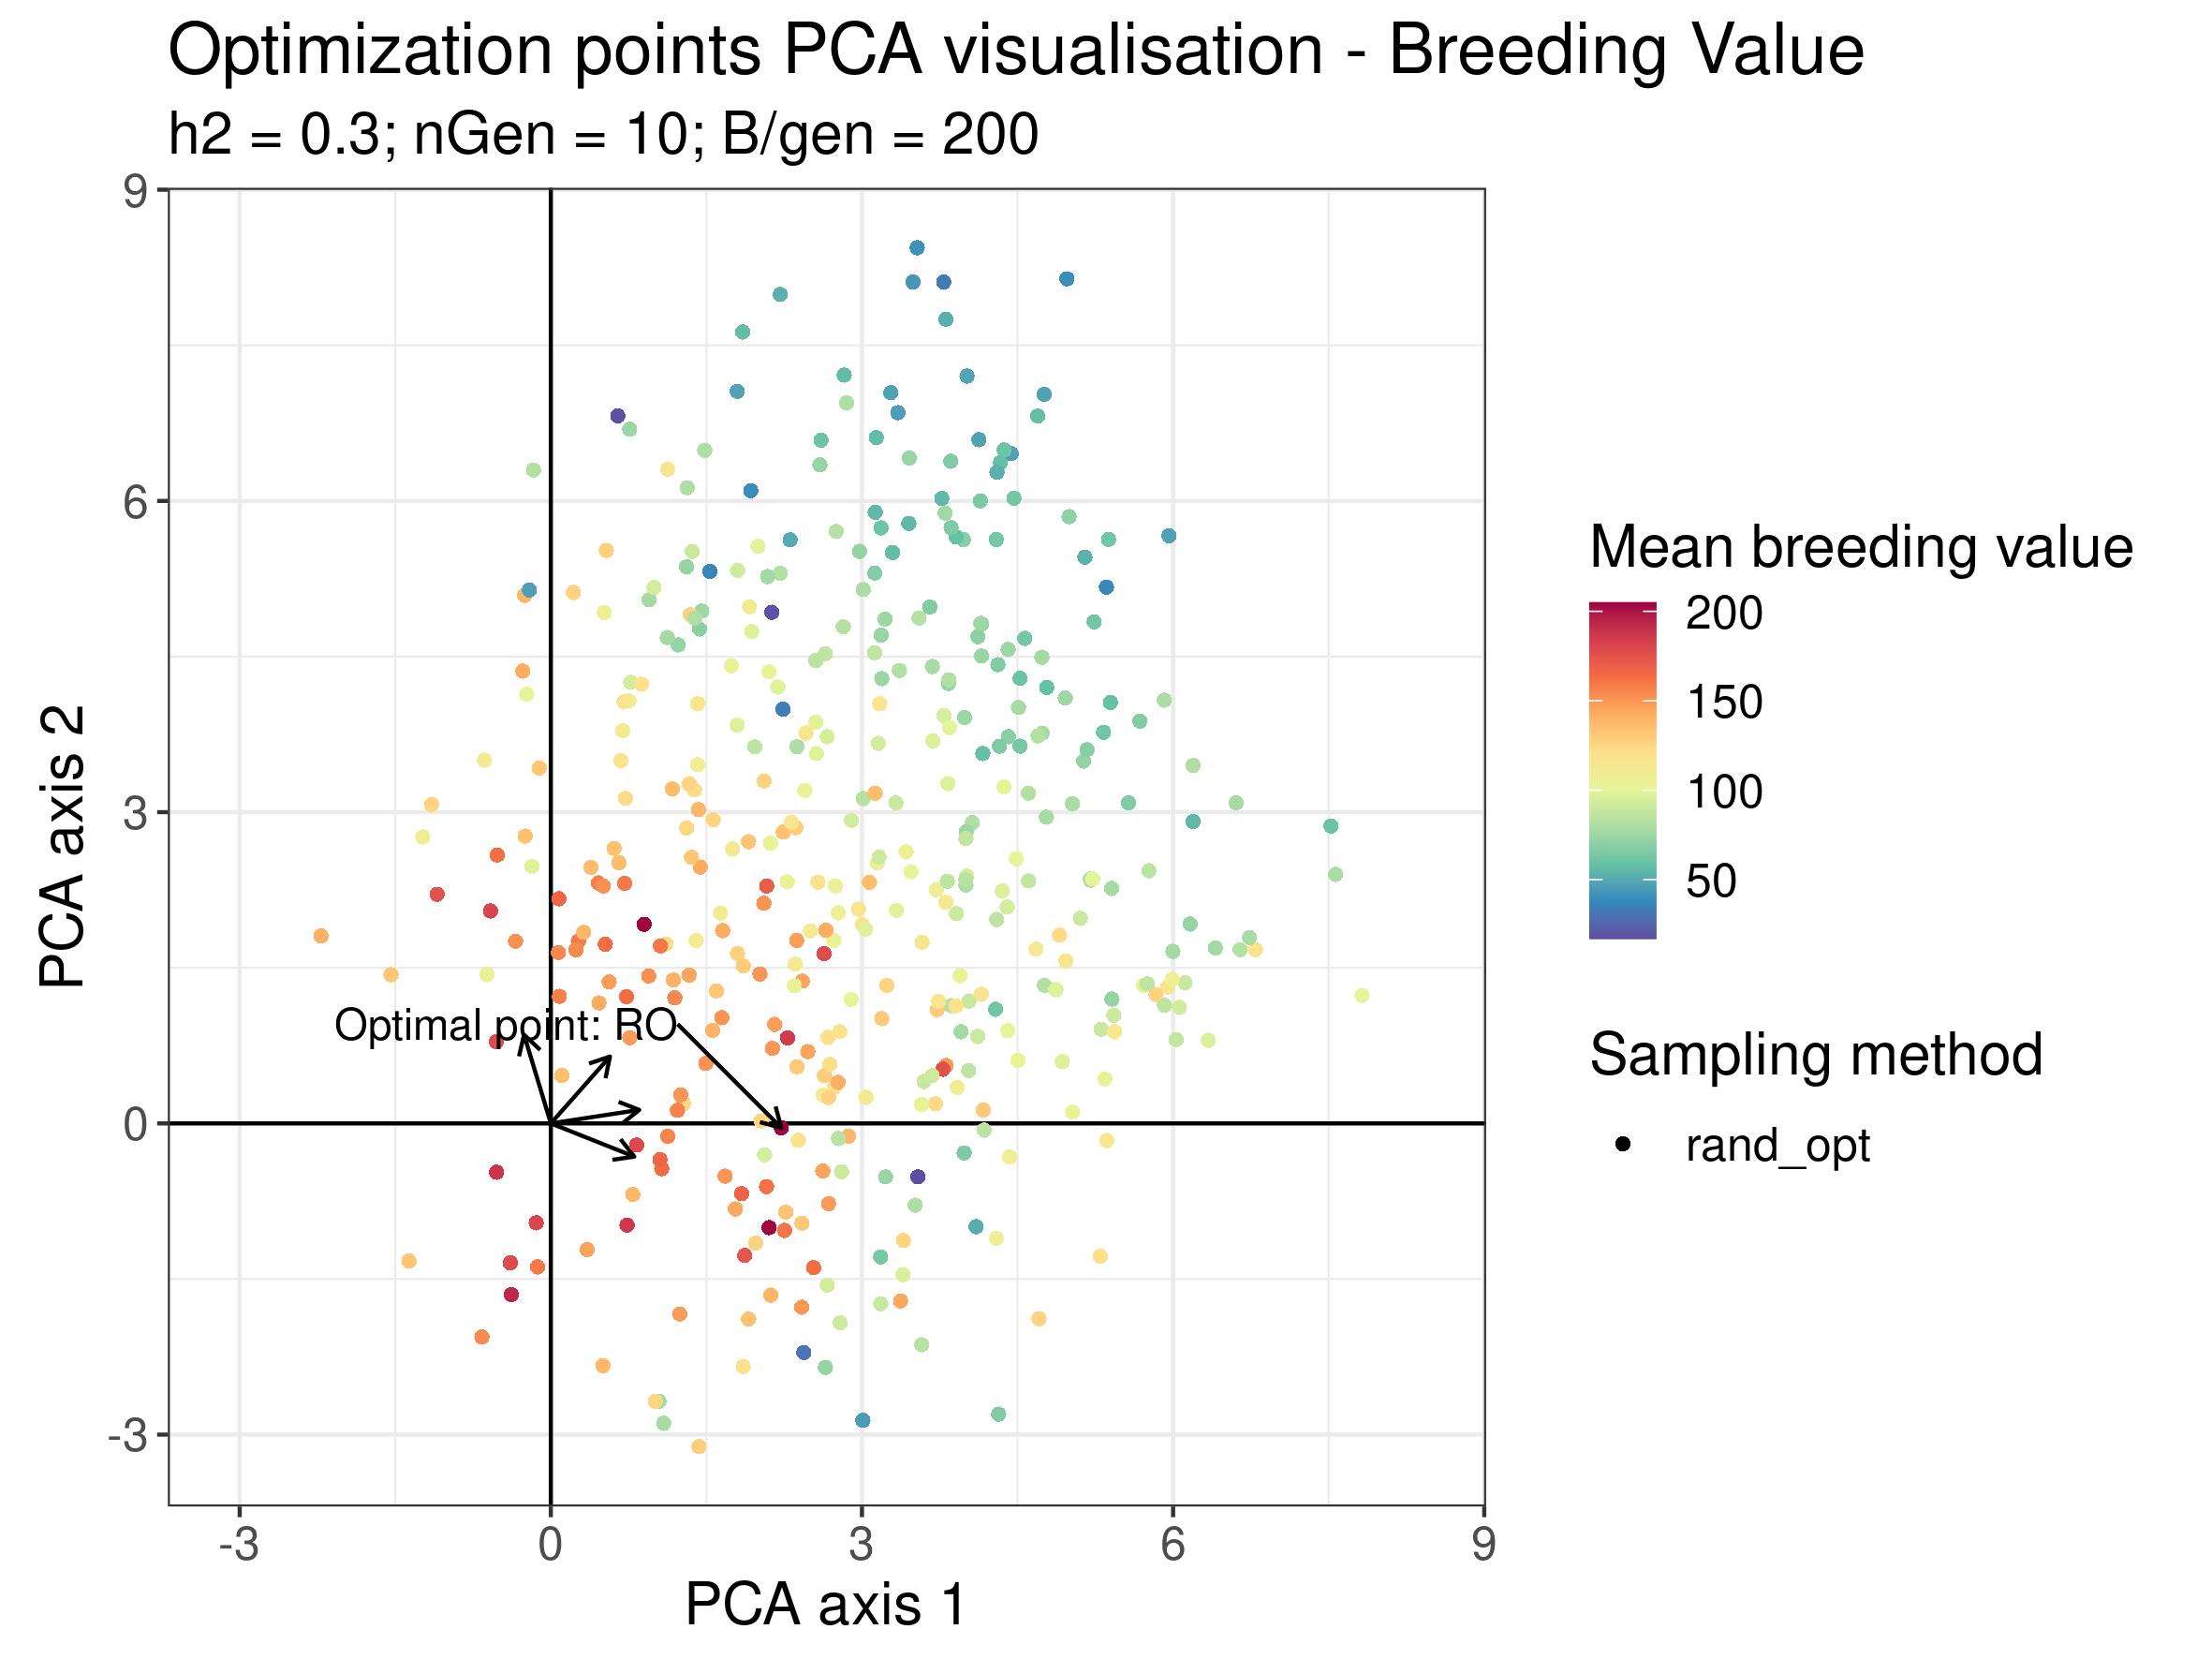 Optimization points PCA visualisation - Breeding Value
h2 = 0.3; nGen = 10; B/gen = 200
9
6
3
0
-3
PCA axis 2
Optimal point: RO
-3
0
3
6
9
PCA axis 1
Mean breeding value
200
150
100
50
Sampling method
rand_opt